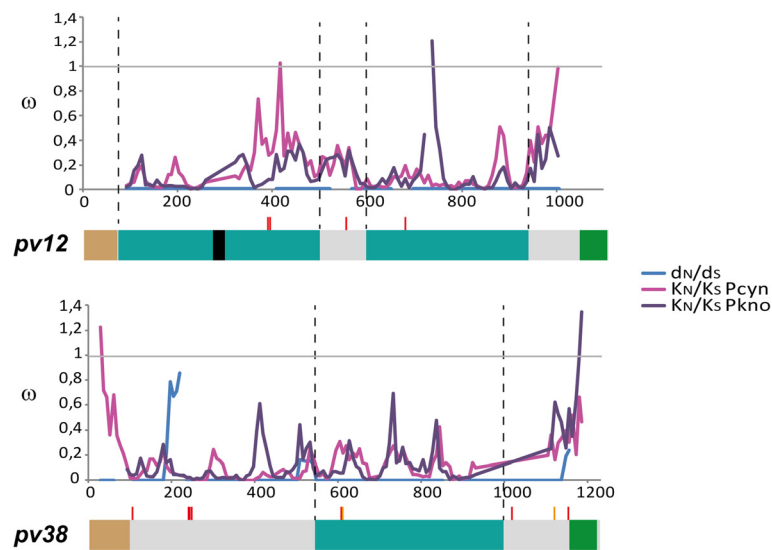 1,4
1,2
1
0,8
0,6
0,4
0,2
0
ω
0 200 400 600 800 1000
pv12
dN/dS
KN/KS Pcyn
KN/KS Pkno
1,4
1,2
1
0,8
0,6
0,4
0,2
0
ω
0 200 400 600 800 1000 1200
pv38